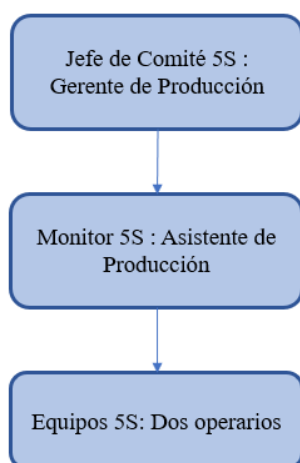 Jefe de Comité 5S :
Gerente de Producción
Monitor 5S : Asistente de
Producción
Equipos 5S: Dos operarios